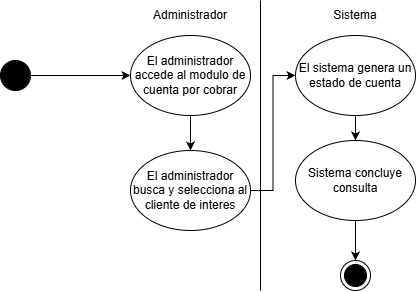 Administrador
Sistema
El administrador
accede al modulo de
cuenta por cobrar
El sistema genera un
estado de cuenta
El administrador
busca y selecciona al
cliente de interes
Sistema concluye
consulta